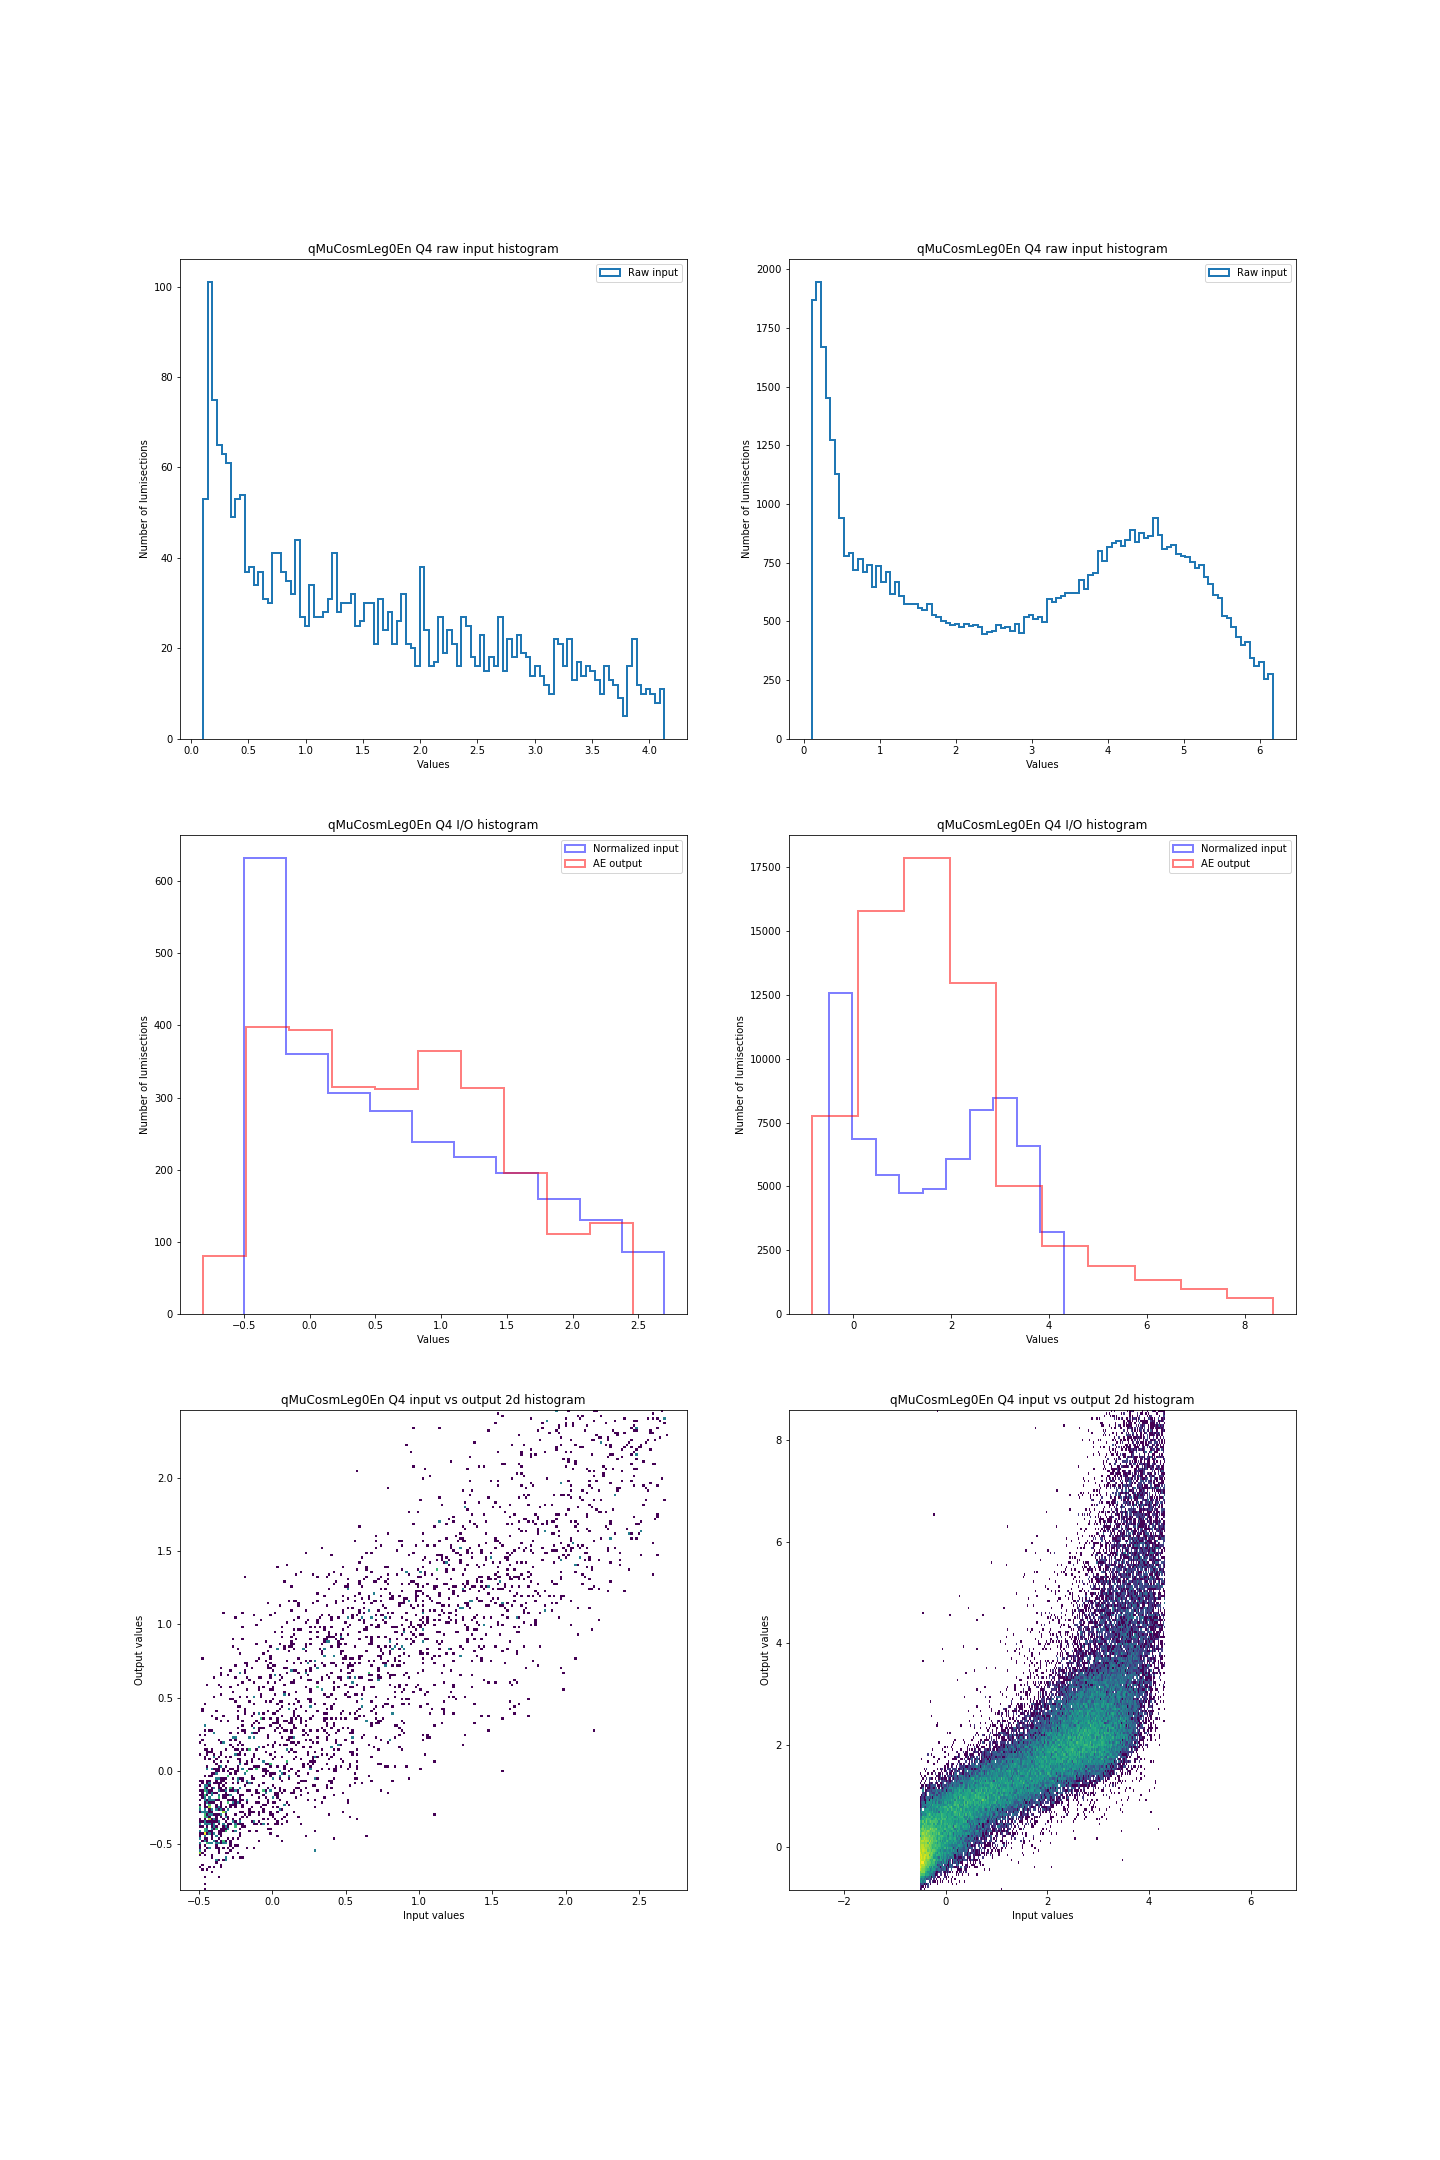 qMuCosmLeg0En Q4 raw input histogram
Raw input
100
80
60
40
20
0
Number of lumisections
0.0 0.5 1.0 1.5 2.0 2.5 3.0 3.5 4.0
Values
qMuCosmLeg0En Q4 raw input histogram
Raw input
2000
1750
1500
1250
1000
750
500
250
0
Number of lumisections
0 1 2 3 4 5 6
Values
qMuCosmLeg0En Q4 I/O histogram
Normalized input
AE output
600
500
400
300
200
100
0
Number of lumisections
−0.5 0.0 0.5 1.0 1.5 2.0 2.5
Values
qMuCosmLeg0En Q4 I/O histogram
Normalized input
AE output
17500
15000
12500
10000
7500
5000
2500
0
Number of lumisections
0 2 4 6 8
Values
qMuCosmLeg0En Q4 input vs output 2d histogram
2.0
1.5
1.0
0.5
0.0
−0.5
Output values
−0.5 0.0 0.5 1.0 1.5 2.0 2.5
Input values
qMuCosmLeg0En Q4 input vs output 2d histogram
8
6
4
2
0
Output values
−2 0 2 4 6
Input values